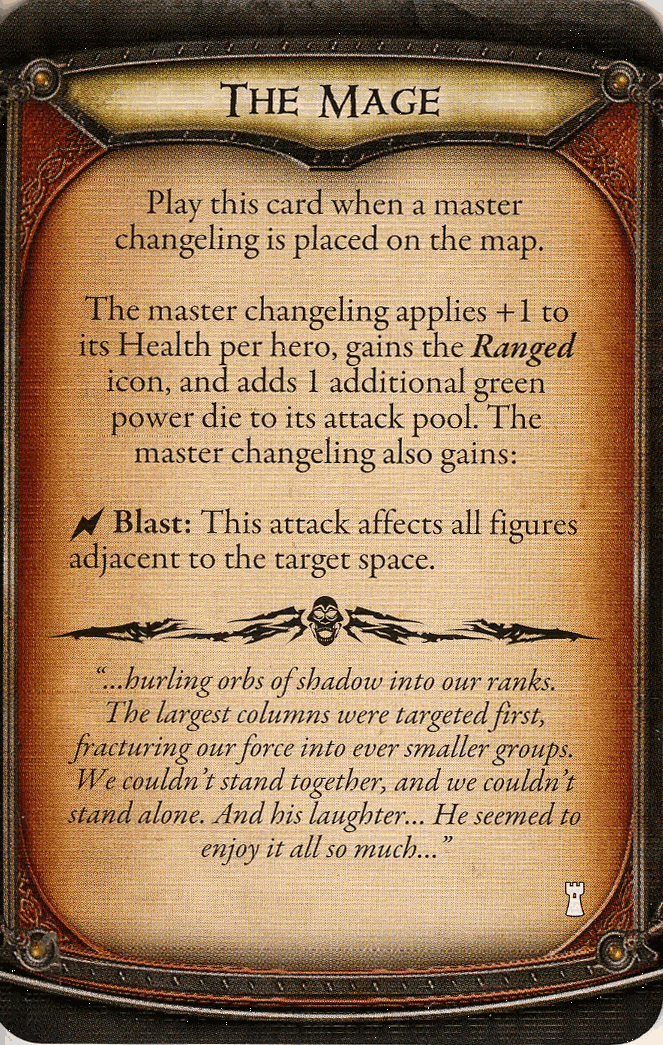 The Mage
Play this card when a master
changeling is placed on the map.
The master changeling applies +1 to
its Health per hero, gains the Ranged
icon, and adds 1 additional green
power die to its attack pool. The
master changeling also gains:
Blast: This attack affects all figures
adjacent to the target space.
“...hurling orbs of shadow into our ranks.
The largest columns were targeted first,
fracturing our force into ever smaller groups.
We couldn’t stand together, and we couldn’t
stand alone. And his laughter... He seemed to
enjoy it all so much...”